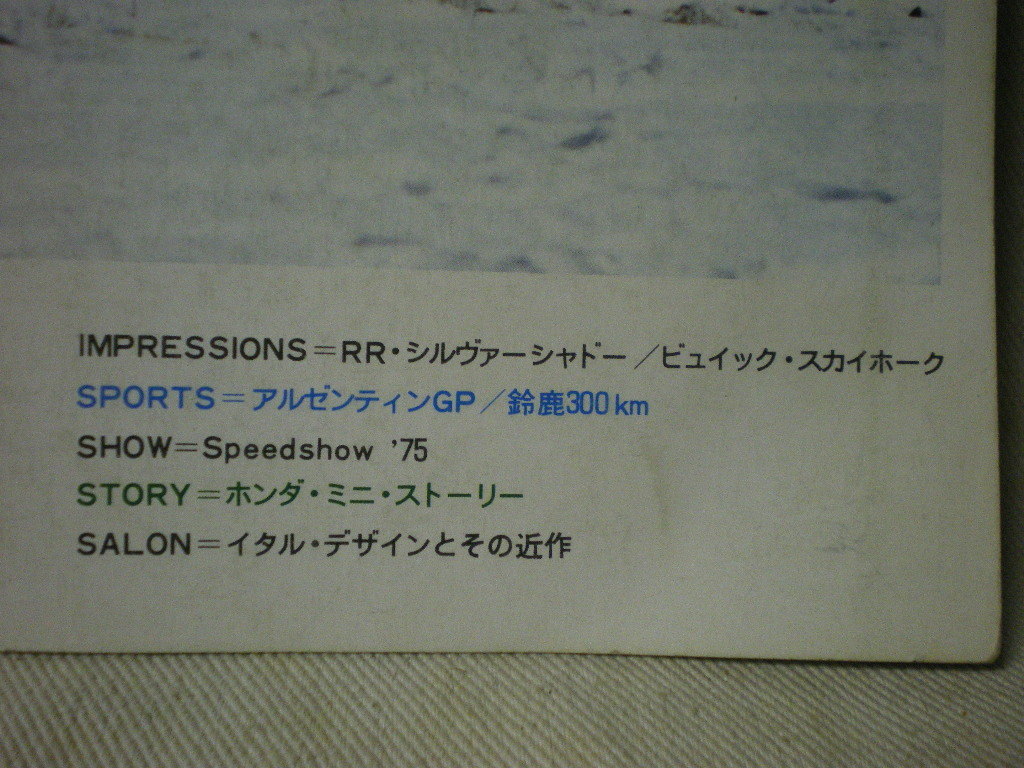 IMPRESSIONS＝RR・シルヴァーシャドー／ビュイック・スカイホーク
SPORTS＝アルゼンティンGP／鈴鹿300km
SHOW＝Speedshow '75
STORY＝ホンダ・ミニ・ストーリー
SALON＝イタル・デザインとその近作